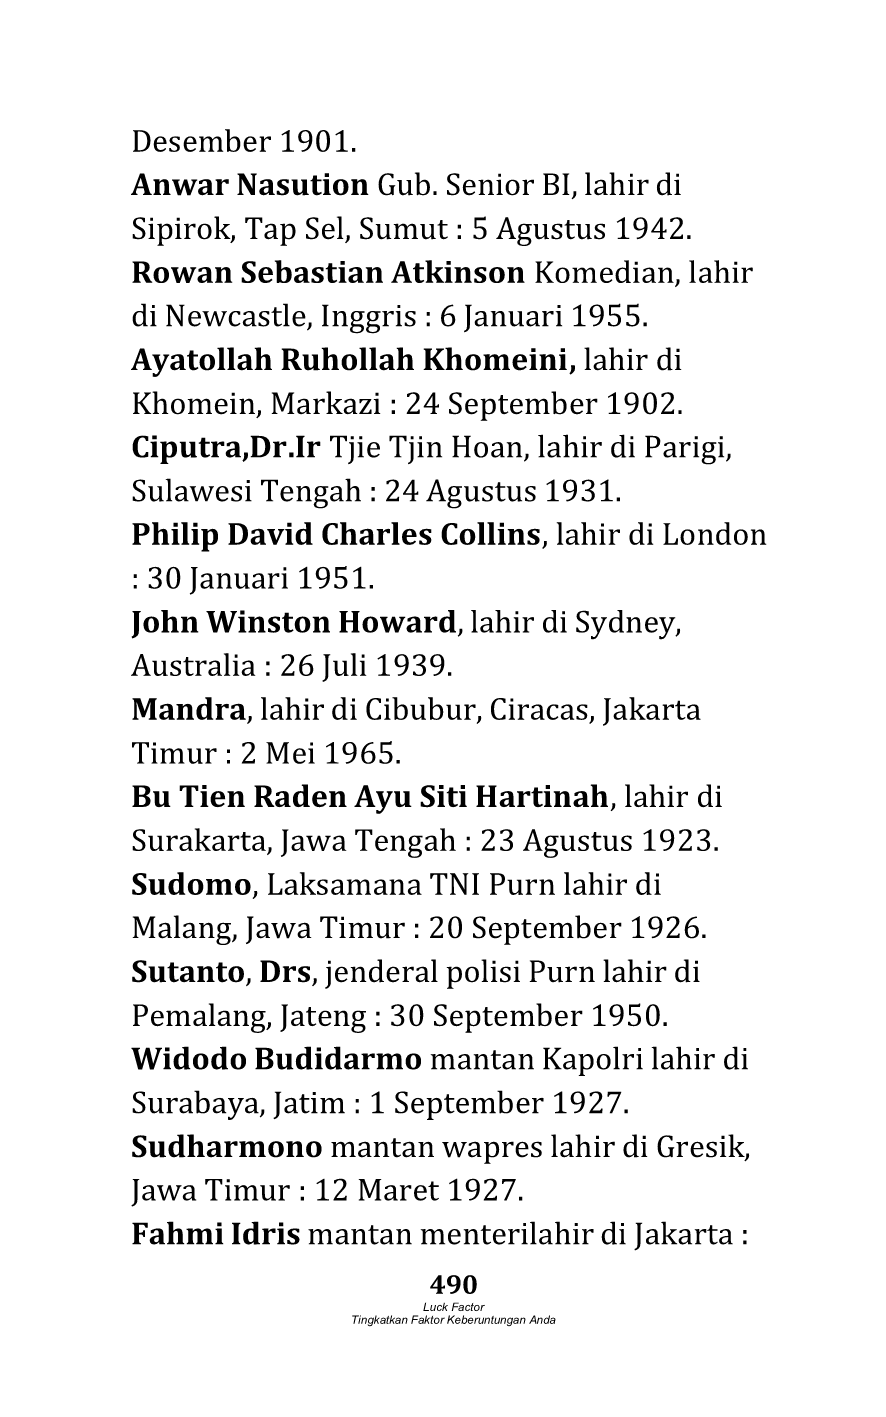 Desember 1901.
Anwar Nasution Gub. Senior BI, lahir di
Sipirok, Tap Sel, Sumut : 5 Agustus 1942.
Rowan Sebastian Atkinson Komedian, lahir
di Newcastle, Inggris : 6 Januari 1955.
Ayatollah Ruhollah Khomeini, lahir di
Khomein, Markazi : 24 September 1902.
Ciputra,Dr.Ir Tjie Tjin Hoan, lahir di Parigi,
Sulawesi Tengah : 24 Agustus 1931.
Philip David Charles Collins, lahir di London
: 30 Januari 1951.
John Winston Howard, lahir di Sydney,
Australia : 26 Juli 1939.
Mandra, lahir di Cibubur, Ciracas, Jakarta
Timur : 2 Mei 1965.
Bu Tien Raden Ayu Siti Hartinah, lahir di
Surakarta, Jawa Tengah : 23 Agustus 1923.
Sudomo, Laksamana TNI Purn lahir di
Malang, Jawa Timur : 20 September 1926.
Sutanto, Drs, jenderal polisi Purn lahir di
Pemalang, Jateng : 30 September 1950.
Widodo Budidarmo mantan Kapolri lahir di
Surabaya, Jatim : 1 September 1927.
Sudharmono mantan wapres lahir di Gresik,
Jawa Timur : 12 Maret 1927.
Fahmi Idris mantan menterilahir di Jakarta :
490
Luck Factor
Tingkatkan Faktor Keberuntungan Anda